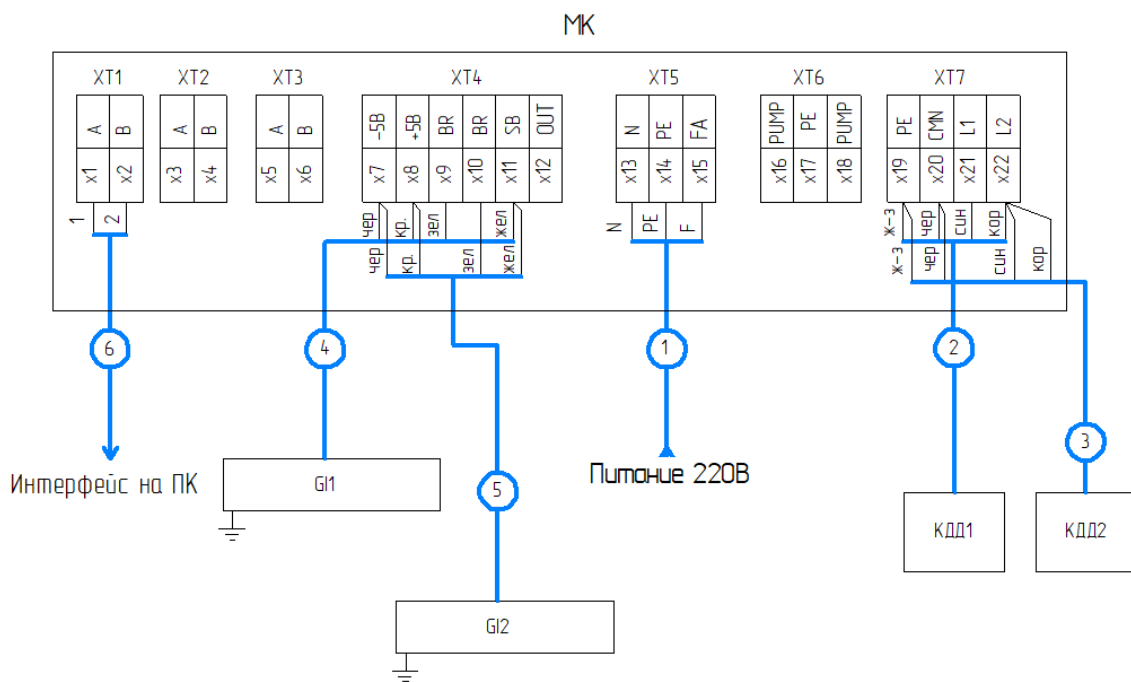 МК
XT1 XT2 XT3 XT4 XT5 XT6 XT7
A B A B A B -5В +5В BR BR SB OUT N PE FA PUMP PE PUMP PE CMN L1 L2
x1 x2 x3 x4 x5 x6 x7 x8 x9 x10 x11 x12 x13 x14 x15 x16 x17 x18 x19 x20 x21 x22
1 2 чер кр. зел жел N PE F ж-з чер син кор
чер кр. зел жел ж-з чер син кор
6 4 1 2
3
Интерфейс на ПК GI1 5 Питание 220В
КДД1 КДД2
GI2